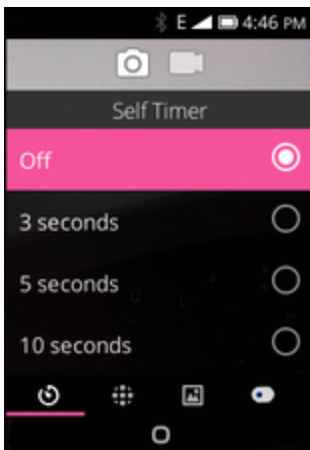 E 4:46 PM
Self Timer
Off
3 seconds
5 seconds
10 seconds